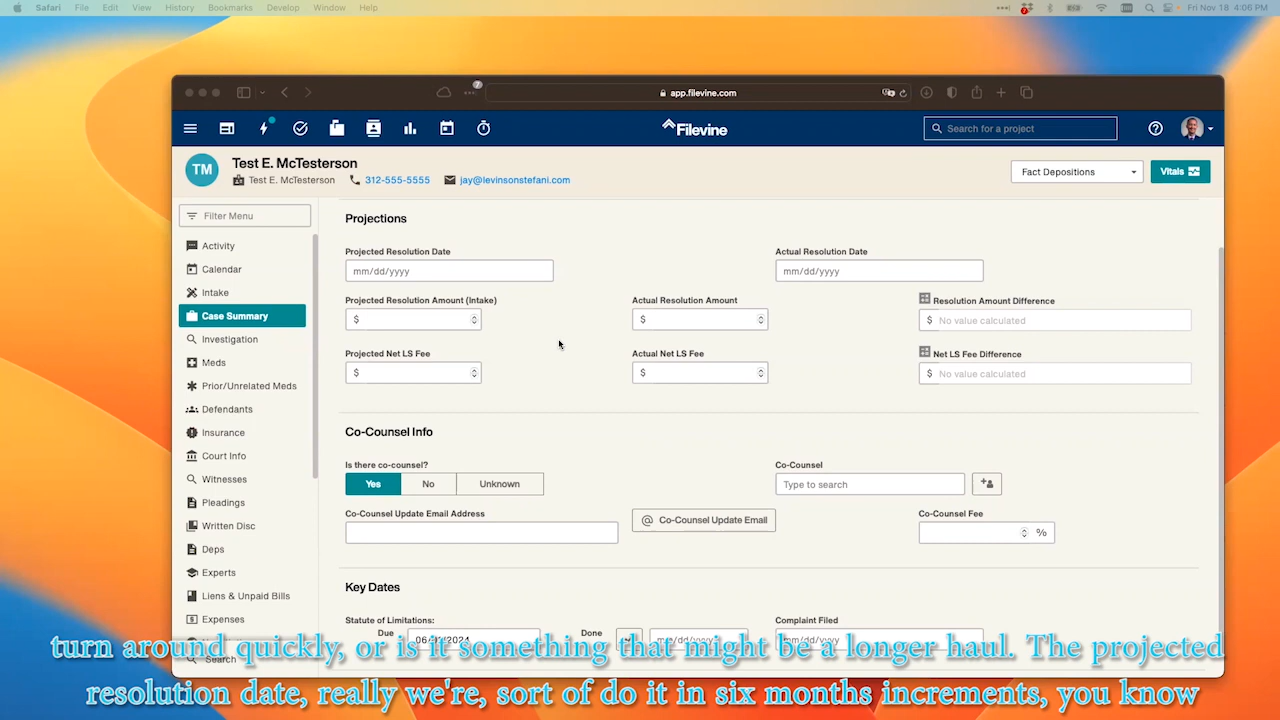 Safari File Edit View History Bookmarks Develop Window Help Fri Nov 18 4:06 PM
app.filevine.com
Filevine
Search for a project
TM
Test E. McTesterson
Test E. McTesterson 312-555-5555 jay@levinsonstefani.com
Fact Depositions
Vitals
Filter Menu
Activity
Calendar
Intake
Case Summary
Investigation
Meds
Prior/Unrelated Meds
Defendants
Insurance
Court Info
Witnesses
Pleadings
Written Disc
Deps
Experts
Liens & Unpaid Bills
Expenses
Search
Projections
Projected Resolution Date Actual Resolution Date
mm/dd/yyyy mm/dd/yyyy
Projected Resolution Amount (Intake) Actual Resolution Amount Resolution Amount Difference
$ $ $ No value calculated
Projected Net LS Fee Actual Net LS Fee Net LS Fee Difference
$ $ $ No value calculated
Co-Counsel Info
Is there co-counsel? Co-Counsel
Yes No Unknown Type to search
Co-Counsel Update Email Address Co-Counsel Update Email Co-Counsel Fee
%
Key Dates
Statute of Limitations: Complaint Filed
Due Done mm/dd/yyyy mm/dd/yyyy
turn around quickly, or is it something that might be a longer haul. The projected
resolution date, really we're, sort of do it in six months increments, you know